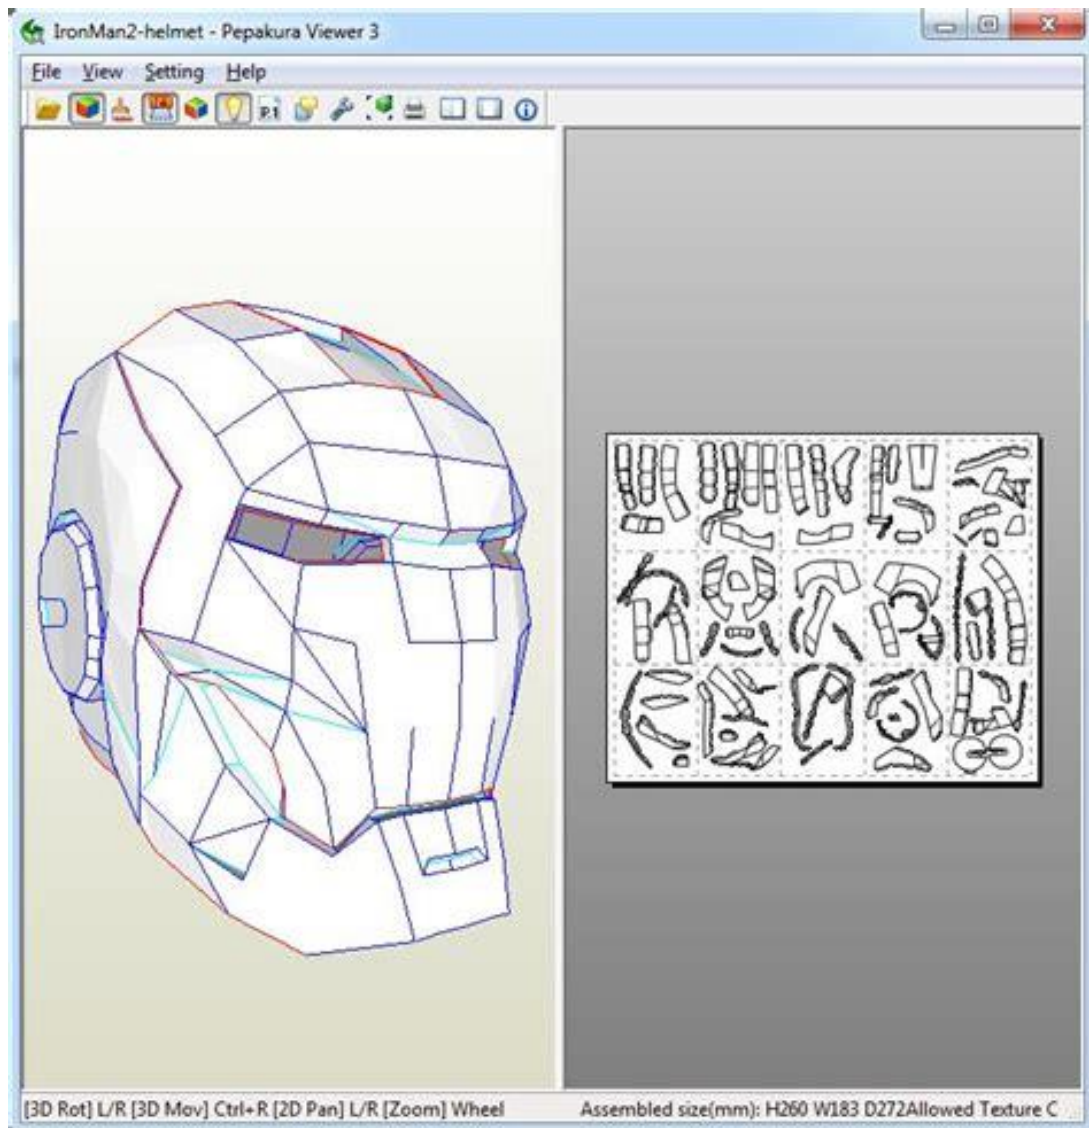 IronMan2-helmet - Pepakura Viewer 3
File View Setting Help
P.1
[3D Rot] L/R [3D Mov] Ctrl+R [2D Pan] L/R [Zoom] Wheel
Assembled size(mm): H260 W183 D272Allowed Texture C